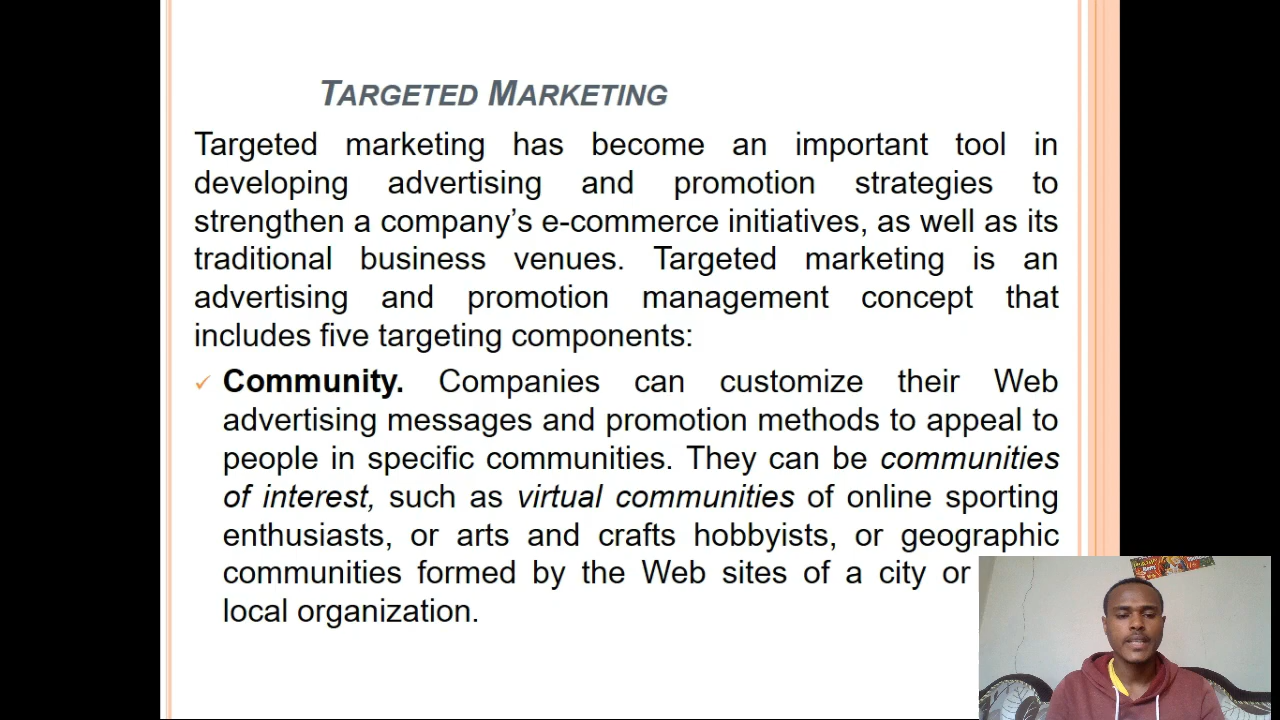 TARGETED MARKETING
Targeted marketing has become an important tool in
developing advertising and promotion strategies to
strengthen a company’s e-commerce initiatives, as well as its
traditional business venues. Targeted marketing is an
advertising and promotion management concept that
includes five targeting components:
✓ Community. Companies can customize their Web
advertising messages and promotion methods to appeal to
people in specific communities. They can be communities
of interest, such as virtual communities of online sporting
enthusiasts, or arts and crafts hobbyists, or geographic
communities formed by the Web sites of a city or
local organization.